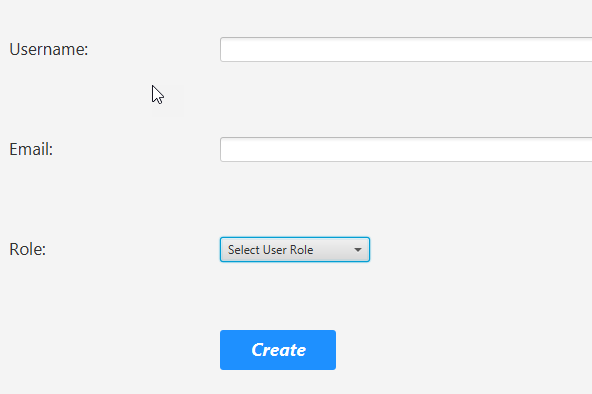 Username:
Email:
Role:
Select User Role
Create